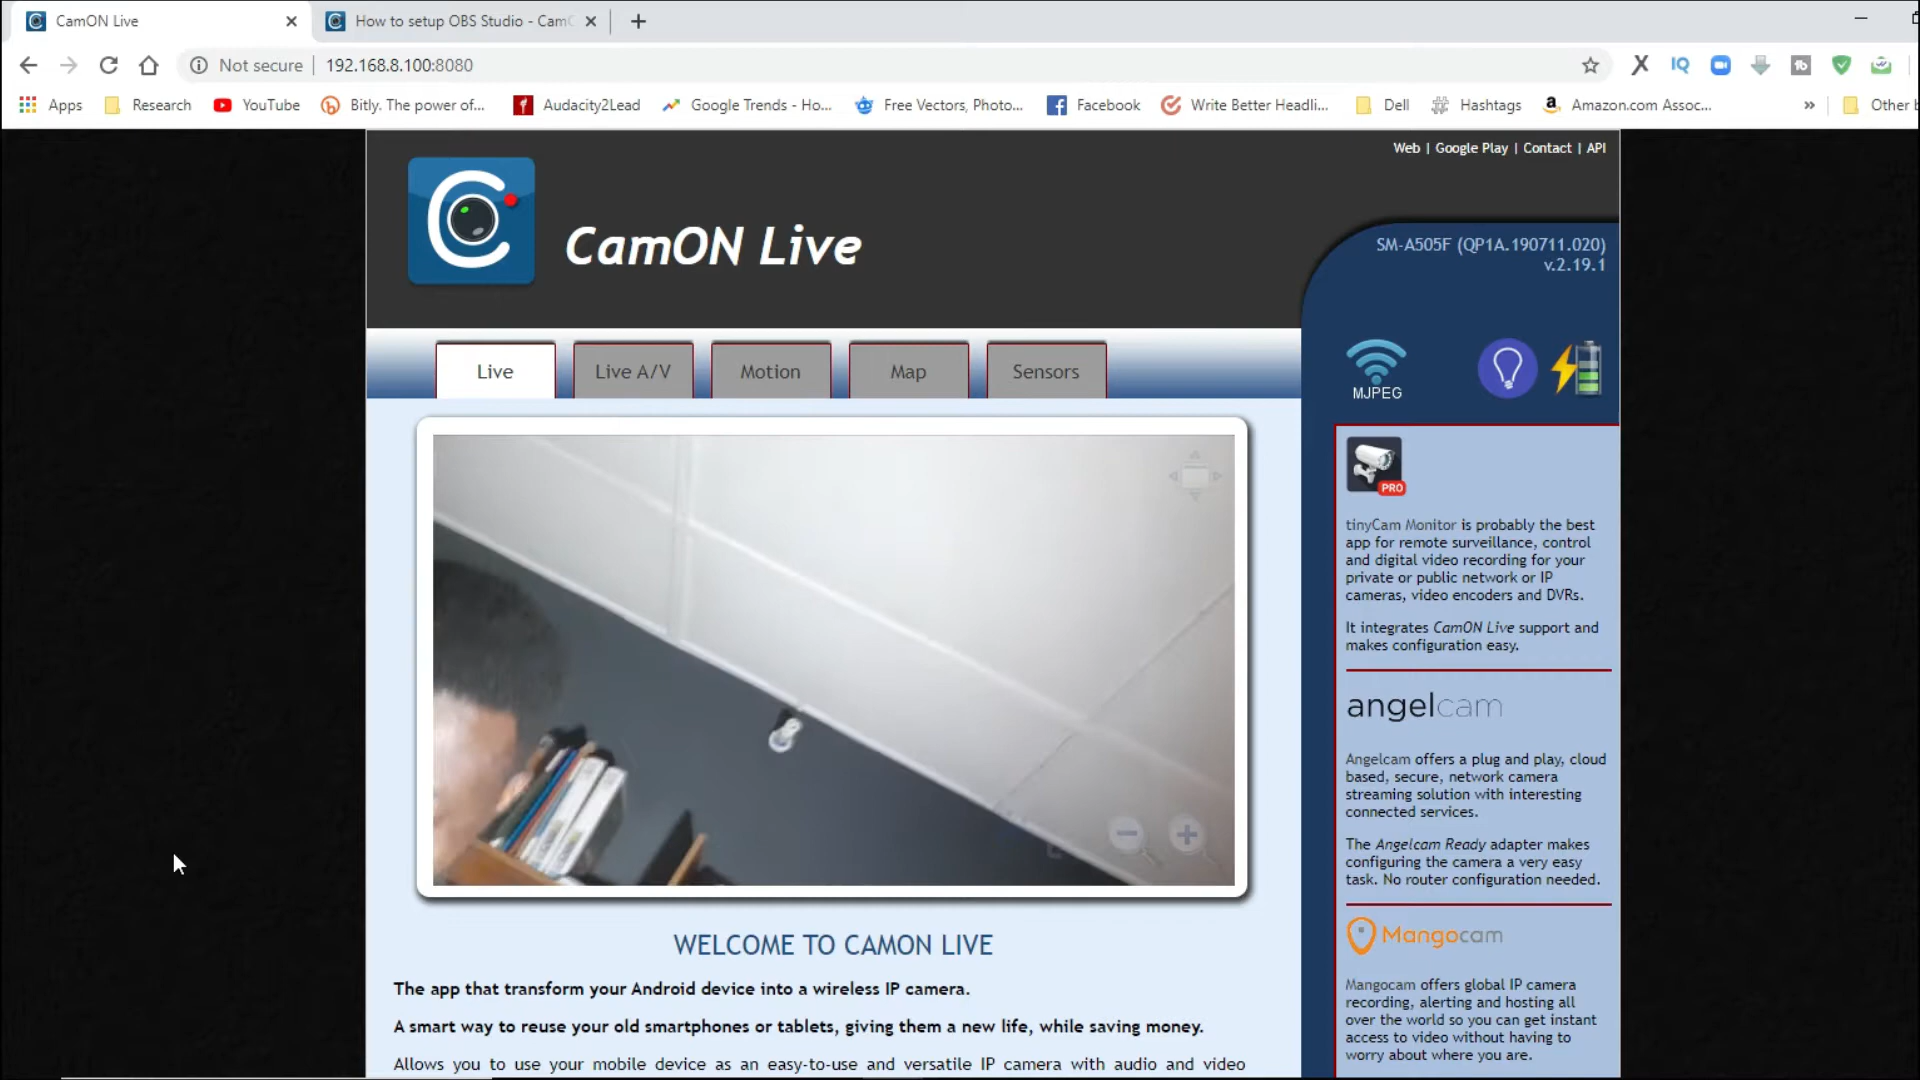 CamON Live
How to setup OBS Studio - Cam
Not secure | 192.168.8.100:8080
Apps Research YouTube Bitly. The power of... Audacity2Lead Google Trends - Ho... Free Vectors, Photo... Facebook Write Better Headli... Dell Hashtags Amazon.com Assoc... » Other b
Web | Google Play | Contact | API
CamON Live
SM-A505F (QP1A.190711.020)
v.2.19.1
Live Live A/V Motion Map Sensors
MJPEG
WELCOME TO CAMON LIVE
The app that transform your Android device into a wireless IP camera.
A smart way to reuse your old smartphones or tablets, giving them a new life, while saving money.
Allows you to use your mobile device as an easy-to-use and versatile IP camera with audio and video
PRO
tinyCam Monitor is probably the best
app for remote surveillance, control
and digital video recording for your
private or public network or IP
cameras, video encoders and DVRs.
It integrates CamON Live support and
makes configuration easy.
angelcam
Angelcam offers a plug and play, cloud
based, secure, network camera
streaming solution with interesting
connected services.
The Angelcam Ready adapter makes
configuring the camera a very easy
task. No router configuration needed.
Mangocam
Mangocam offers global IP camera
recording, alerting and hosting all
over the world so you can get instant
access to video without having to
worry about where you are.